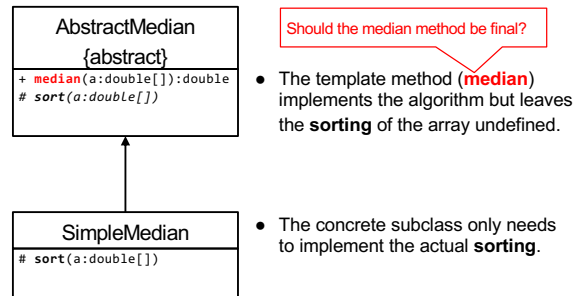 AbstractMedian
{abstract}
+ median(a:double[]):double
# sort(a:double[])
Should the median method be final?
● The template method (median)
implements the algorithm but leaves
the sorting of the array undefined.
SimpleMedian
# sort(a:double[])
● The concrete subclass only needs
to implement the actual sorting.